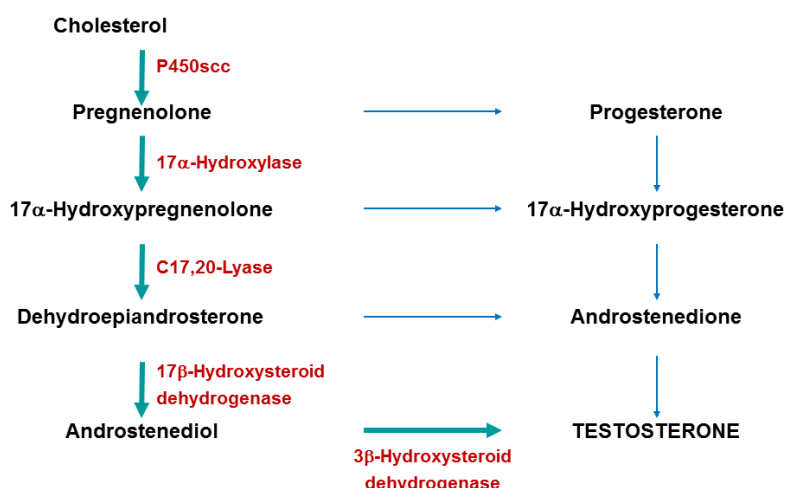 Cholesterol
P450scc
Pregnenolone
Progesterone
17α-Hydroxylase
17α-Hydroxypregnenolone
17α-Hydroxyprogesterone
C17,20-Lyase
Dehydroepiandrosterone
Androstenedione
17β-Hydroxysteroid
dehydrogenase
Androstenediol
TESTOSTERONE
3β-Hydroxysteroid
dehydrogenase